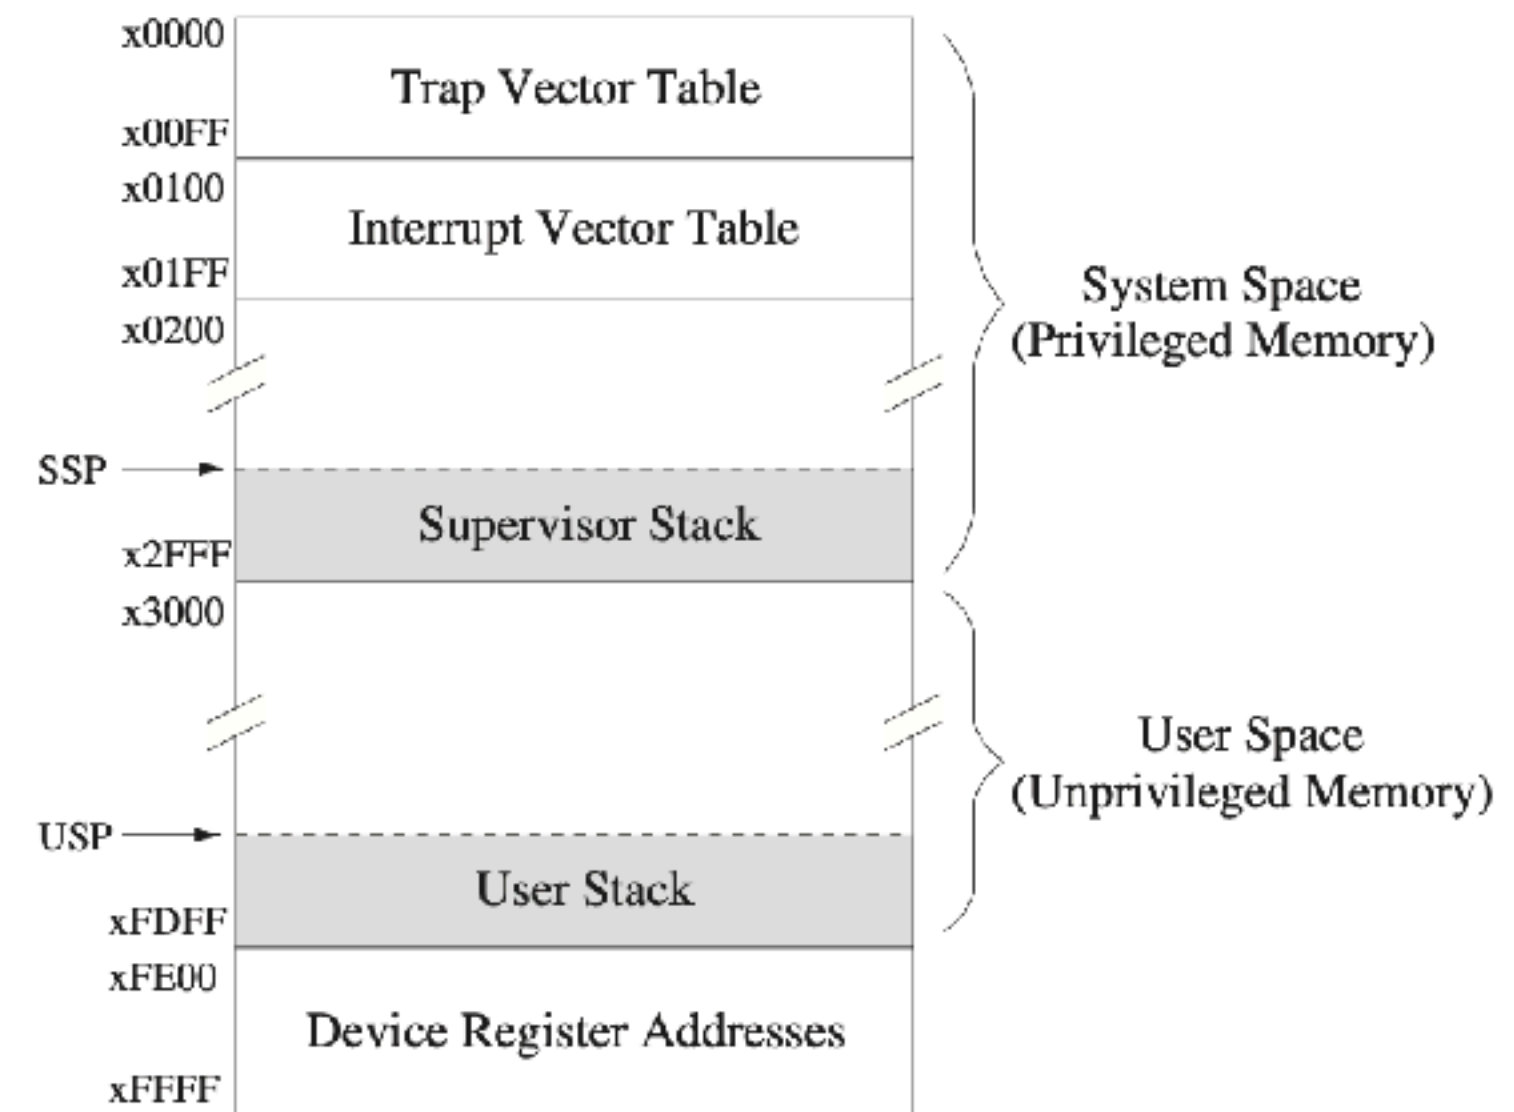 x0000
Trap Vector Table
x00FF
x0100
Interrupt Vector Table
x01FF
x0200
System Space
(Privileged Memory)
SSP
Supervisor Stack
x2FFF
x3000
User Space
(Unprivileged Memory)
USP
User Stack
xFDFF
xFE00
Device Register Addresses
xFFFF